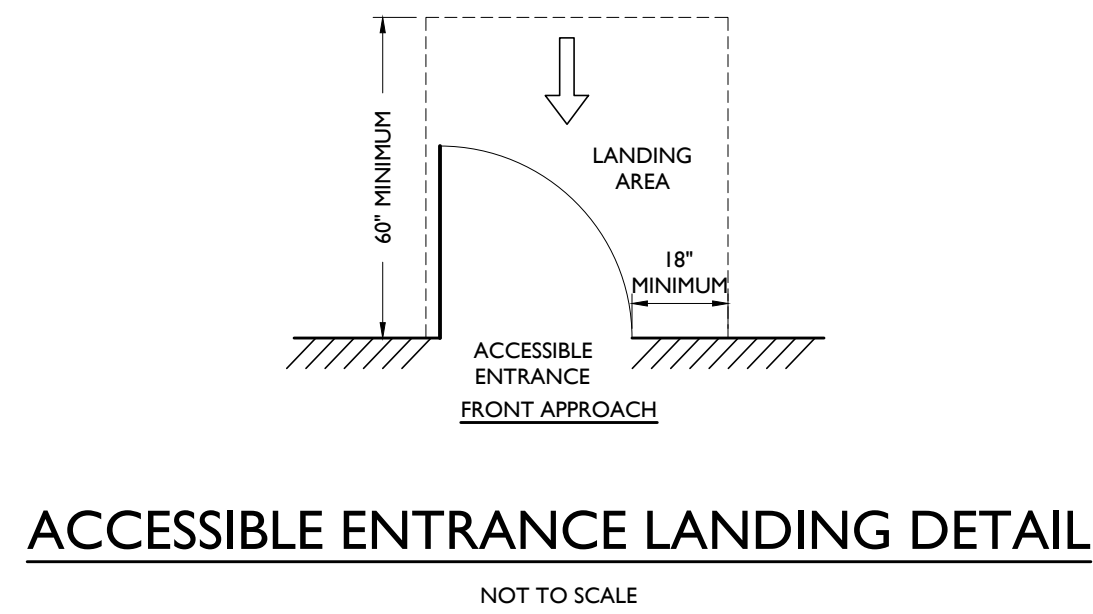 60" MINIMUM
LANDING
AREA
18"
MINIMUM
ACCESSIBLE
ENTRANCE
FRONT APPROACH
ACCESSIBLE ENTRANCE LANDING DETAIL
NOT TO SCALE